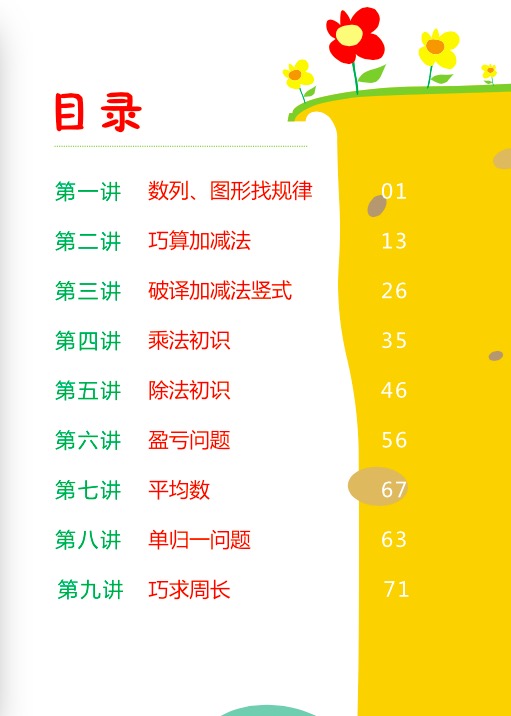 目录
第一讲 数列、图形找规律 01
第二讲 巧算加减法 13
第三讲 破译加减法竖式 26
第四讲 乘法初识 35
第五讲 除法初识 46
第六讲 盈亏问题 56
第七讲 平均数 67
第八讲 单归一问题 63
第九讲 巧求周长 71